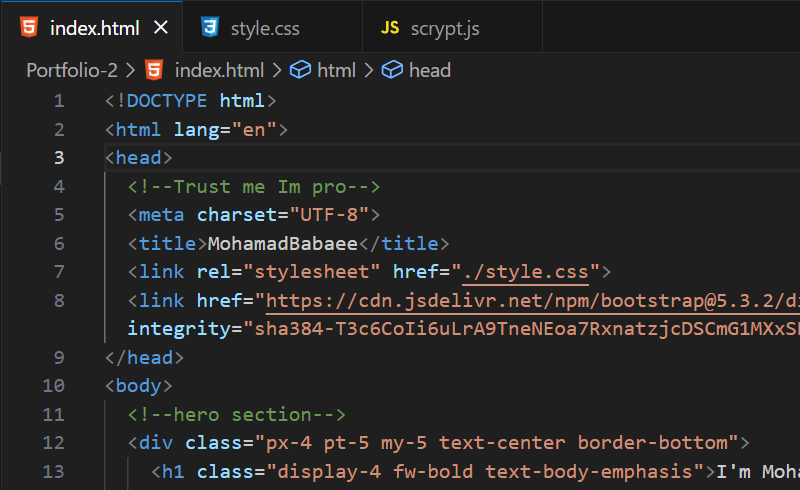 index.html style.css JS scrypt.js
Portfolio-2 > index.html > html > head
1 <!DOCTYPE html>
2 <html lang="en">
3 <head>
4 <!--Trust me Im pro-->
5 <meta charset="UTF-8">
6 <title>MohamadBabaee</title>
7 <link rel="stylesheet" href="./style.css">
8 <link href="https://cdn.jsdelivr.net/npm/bootstrap@5.3.2/di
integrity="sha384-T3c6CoIi6uLrA9TneNEoa7RxnatzjcDSCmG1MXxS
9 </head>
10 <body>
11 <!--hero section-->
12 <div class="px-4 pt-5 my-5 text-center border-bottom">
13 <h1 class="display-4 fw-bold text-body-emphasis">I'm Moha